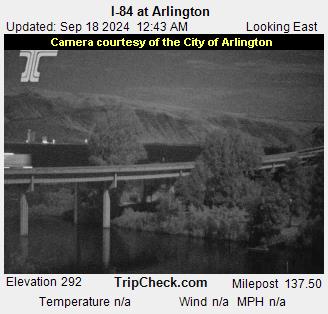 I-84 at Arlington
Updated: Sep 18 2024 12:43 AM Looking East
Camera courtesy of the City of Arlington
Elevation 292 TripCheck.com Milepost 137.50
Temperature n/a Wind n/a MPH n/a